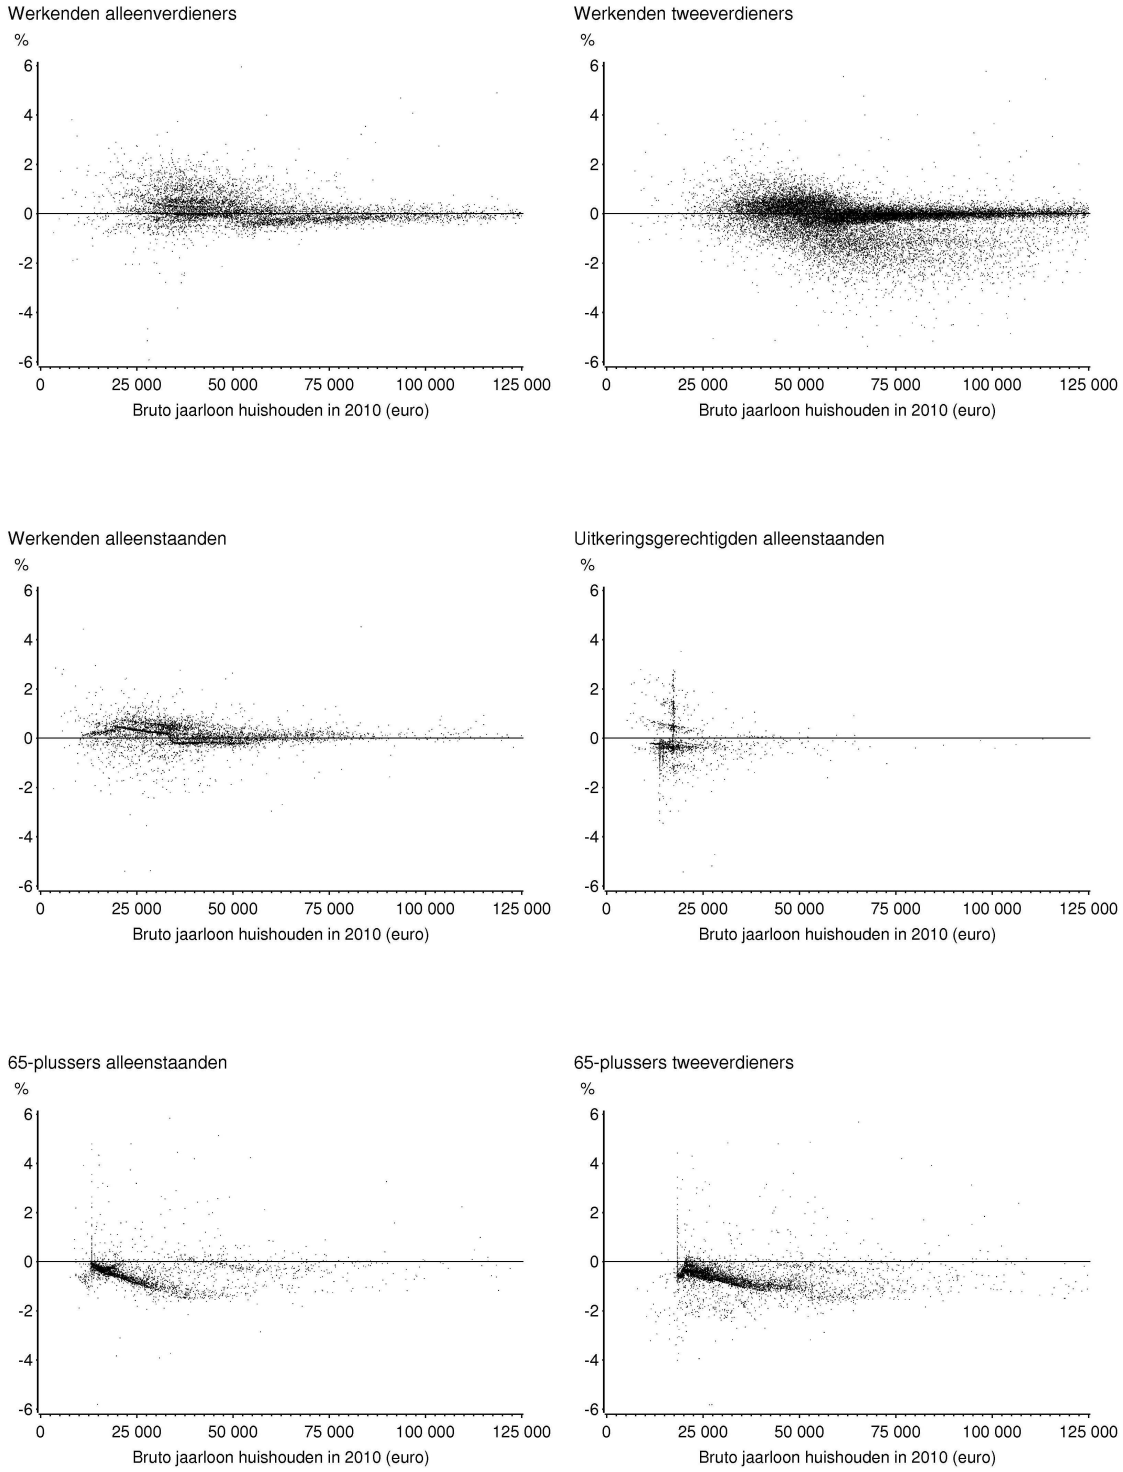 Werkenden alleenverdieners
%
6
4
2
0
-2
-4
-6
0 25 000 50 000 75 000 100 000 125 000
Bruto jaarloon huishouden in 2010 (euro)
Werkenden tweeverdieners
%
6
4
2
0
-2
-4
-6
0 25 000 50 000 75 000 100 000 125 000
Bruto jaarloon huishouden in 2010 (euro)
Werkenden alleenstaanden
%
6
4
2
0
-2
-4
-6
0 25 000 50 000 75 000 100 000 125 000
Bruto jaarloon huishouden in 2010 (euro)
Uitkeringsgerechtigden alleenstaanden
%
6
4
2
0
-2
-4
-6
0 25 000 50 000 75 000 100 000 125 000
Bruto jaarloon huishouden in 2010 (euro)
65-plussers alleenstaanden
%
6
4
2
0
-2
-4
-6
0 25 000 50 000 75 000 100 000 125 000
Bruto jaarloon huishouden in 2010 (euro)
65-plussers tweeverdieners
%
6
4
2
0
-2
-4
-6
0 25 000 50 000 75 000 100 000 125 000
Bruto jaarloon huishouden in 2010 (euro)